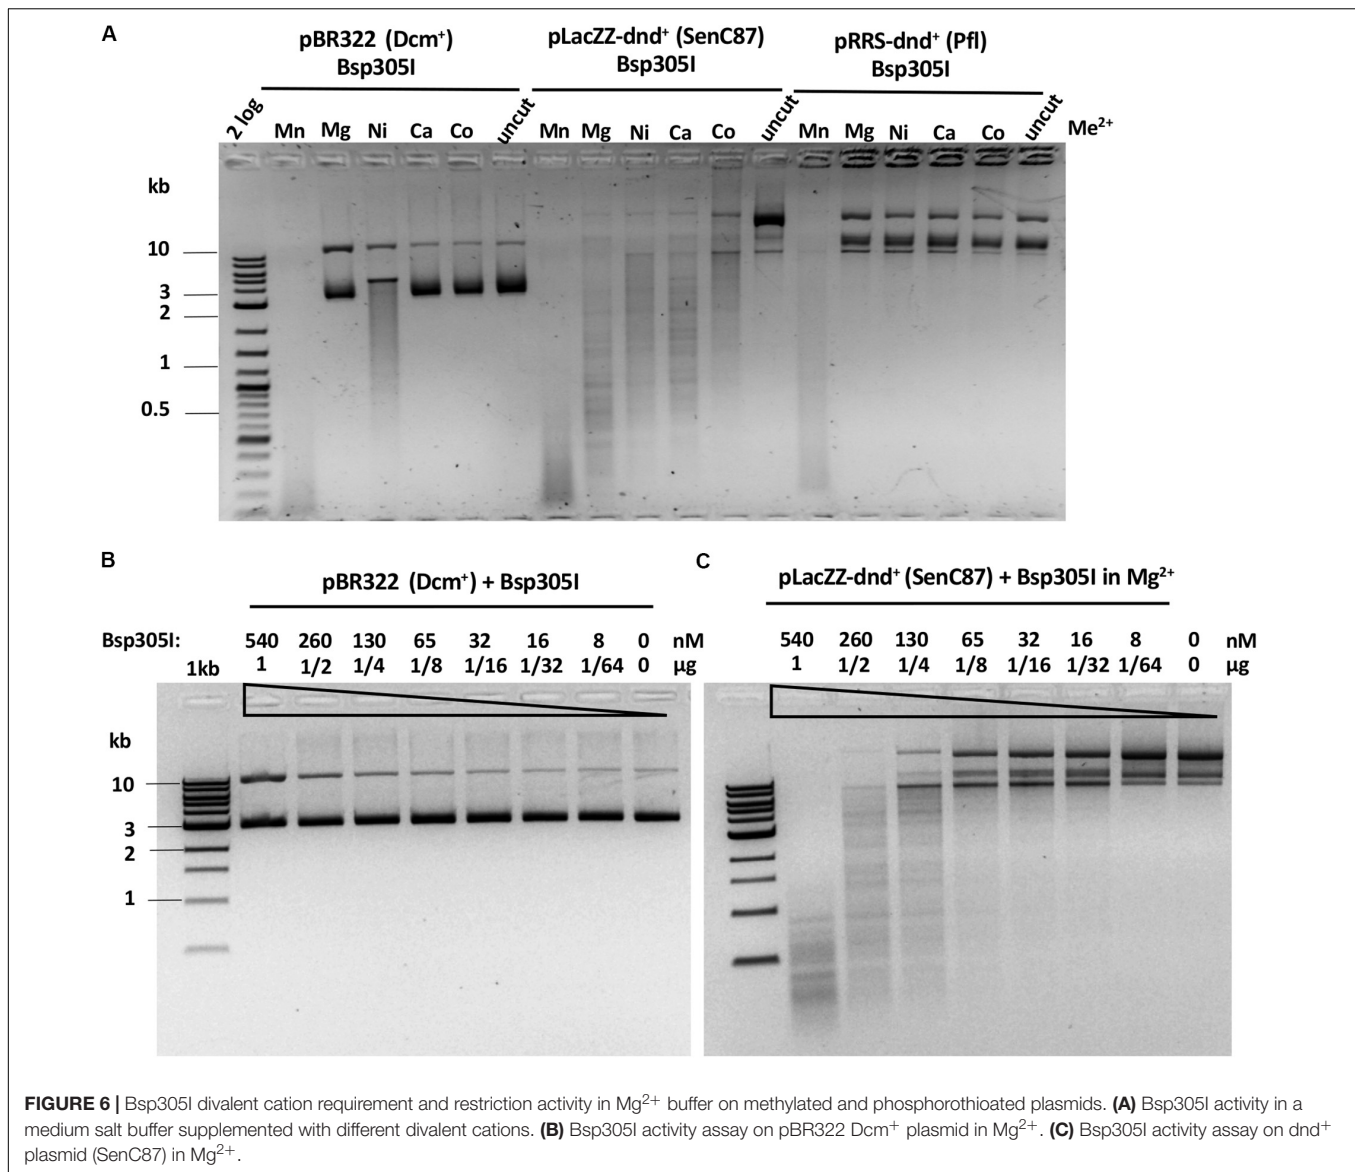 A
pBR322 (Dcm⁺)
Bsp305I
pLacZZ-dnd⁺ (SenC87)
Bsp305I
pRRS-dnd⁺ (Pfl)
Bsp305I
2 log Mn Mg Ni Ca Co uncut Mn Mg Ni Ca Co uncut Mn Mg Ni Ca Co uncut Me²⁺
kb
10
3
2
1
0.5
B
pBR322 (Dcm⁺) + Bsp305I
Bsp305I: 540 260 130 65 32 16 8 0 nM
1kb 1 1/2 1/4 1/8 1/16 1/32 1/64 0 µg
kb
10
3
2
1
C
pLacZZ-dnd⁺ (SenC87) + Bsp305I in Mg²⁺
540 260 130 65 32 16 8 0 nM
1 1/2 1/4 1/8 1/16 1/32 1/64 0 µg
FIGURE 6 | Bsp305I divalent cation requirement and restriction activity in Mg²⁺ buffer on methylated and phosphorothioated plasmids. (A) Bsp305I activity in a
medium salt buffer supplemented with different divalent cations. (B) Bsp305I activity assay on pBR322 Dcm⁺ plasmid in Mg²⁺. (C) Bsp305I activity assay on dnd⁺
plasmid (SenC87) in Mg²⁺.